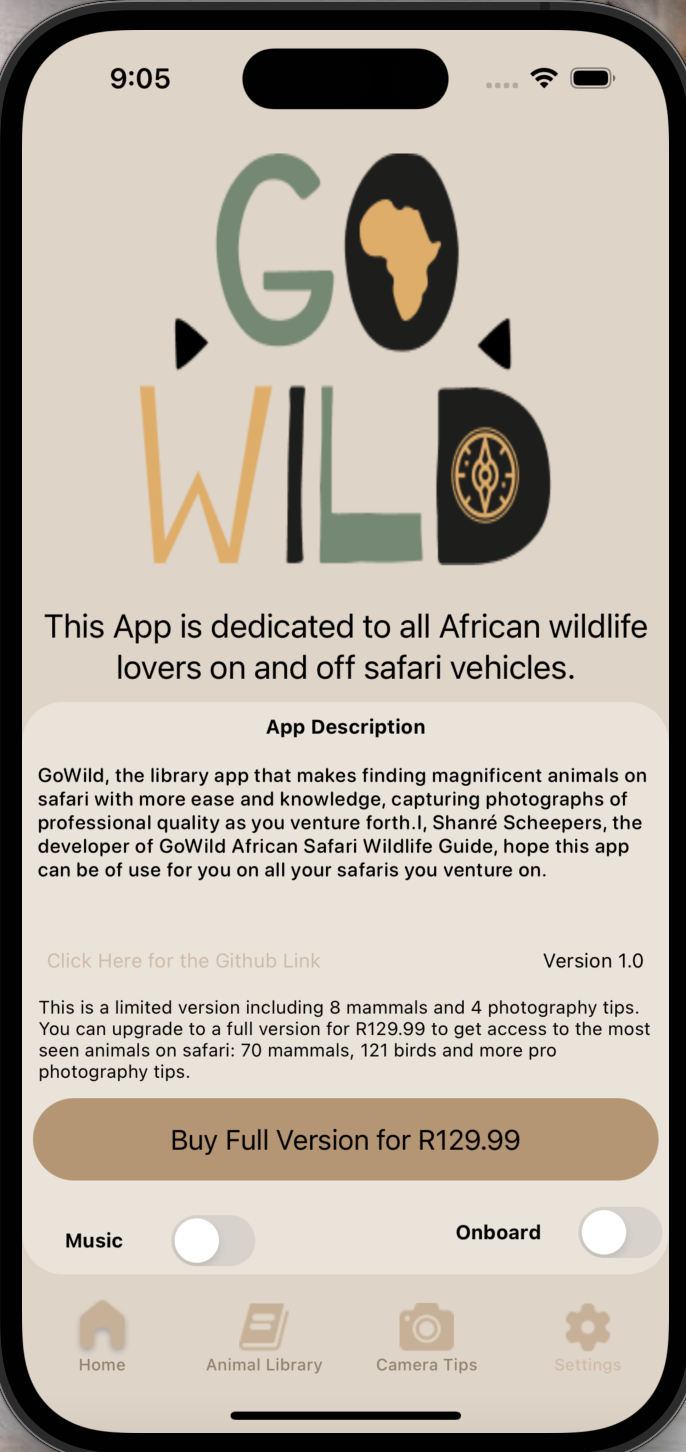 9:05
GO
WILD
This App is dedicated to all African wildlife
lovers on and off safari vehicles.
App Description
GoWild, the library app that makes finding magnificent animals on
safari with more ease and knowledge, capturing photographs of
professional quality as you venture forth.I, Shanré Scheepers, the
developer of GoWild African Safari Wildlife Guide, hope this app
can be of use for you on all your safaris you venture on.
Click Here for the Github Link
Version 1.0
This is a limited version including 8 mammals and 4 photography tips.
You can upgrade to a full version for R129.99 to get access to the most
seen animals on safari: 70 mammals, 121 birds and more pro
photography tips.
Buy Full Version for R129.99
Music
Onboard
Home
Animal Library
Camera Tips
Settings